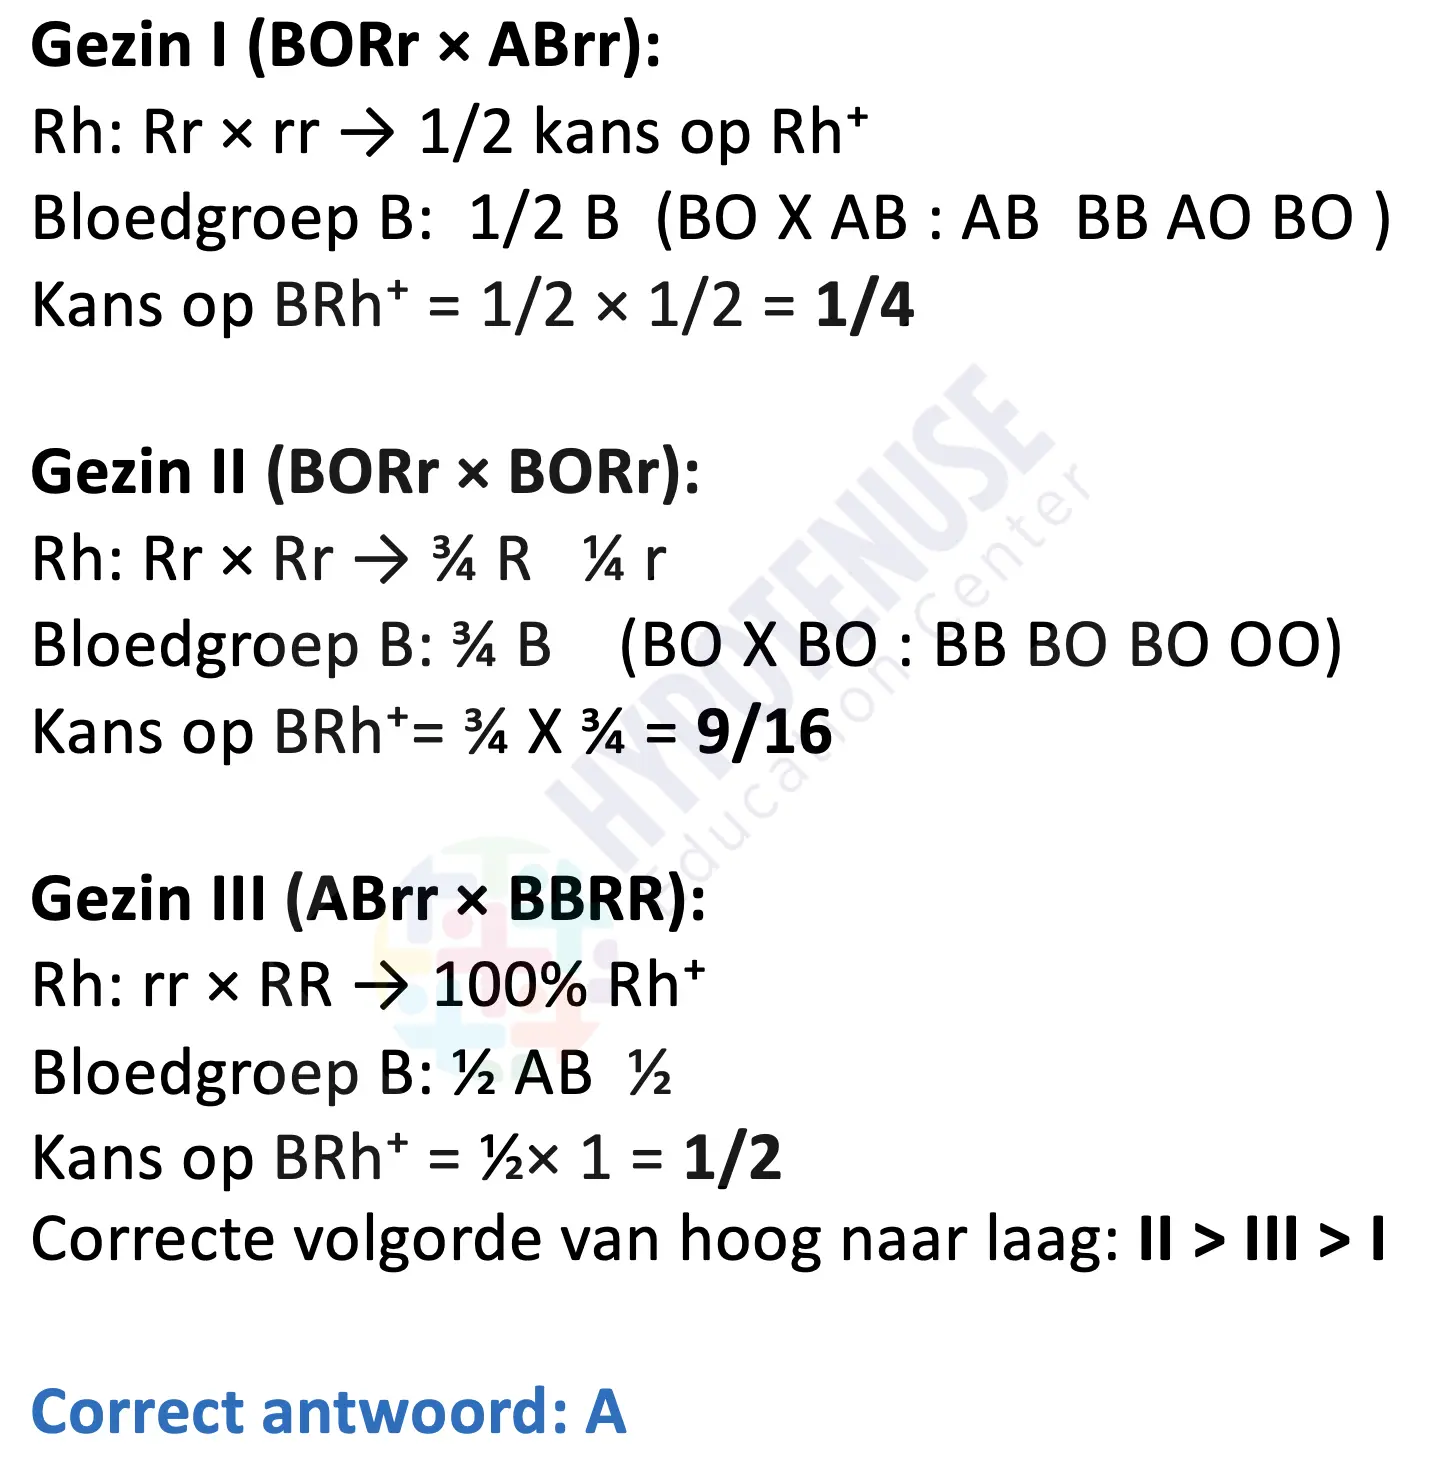 Gezin I (BORr × ABrr):
Rh: Rr × rr → 1/2 kans op Rh⁺
Bloedgroep B:  1/2 B  (BO X AB : AB  BB AO BO )
Kans op BRh⁺ = 1/2 × 1/2 = 1/4
Gezin II (BORr × BORr):
Rh: Rr × Rr → ¾ R   ¼ r
Bloedgroep B: ¾ B    (BO X BO : BB BO BO OO)
Kans op BRh⁺= ¾ X ¾ = 9/16
Gezin III (ABrr × BBRR):
Rh: rr × RR → 100% Rh⁺
Bloedgroep B: ½ AB  ½
Kans op BRh⁺ = ½× 1 = 1/2
Correcte volgorde van hoog naar laag: II > III > I
Correct antwoord: A
HYPOTENUSE
Education Center